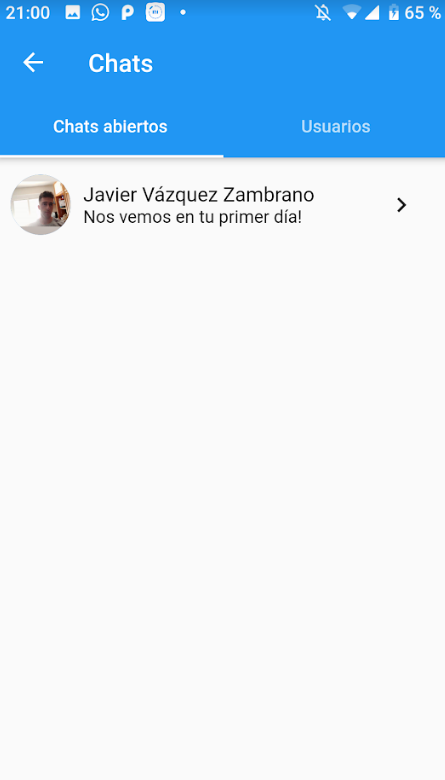 21:00 65 %
Chats
Chats abiertos Usuarios
Javier Vázquez Zambrano
Nos vemos en tu primer día!